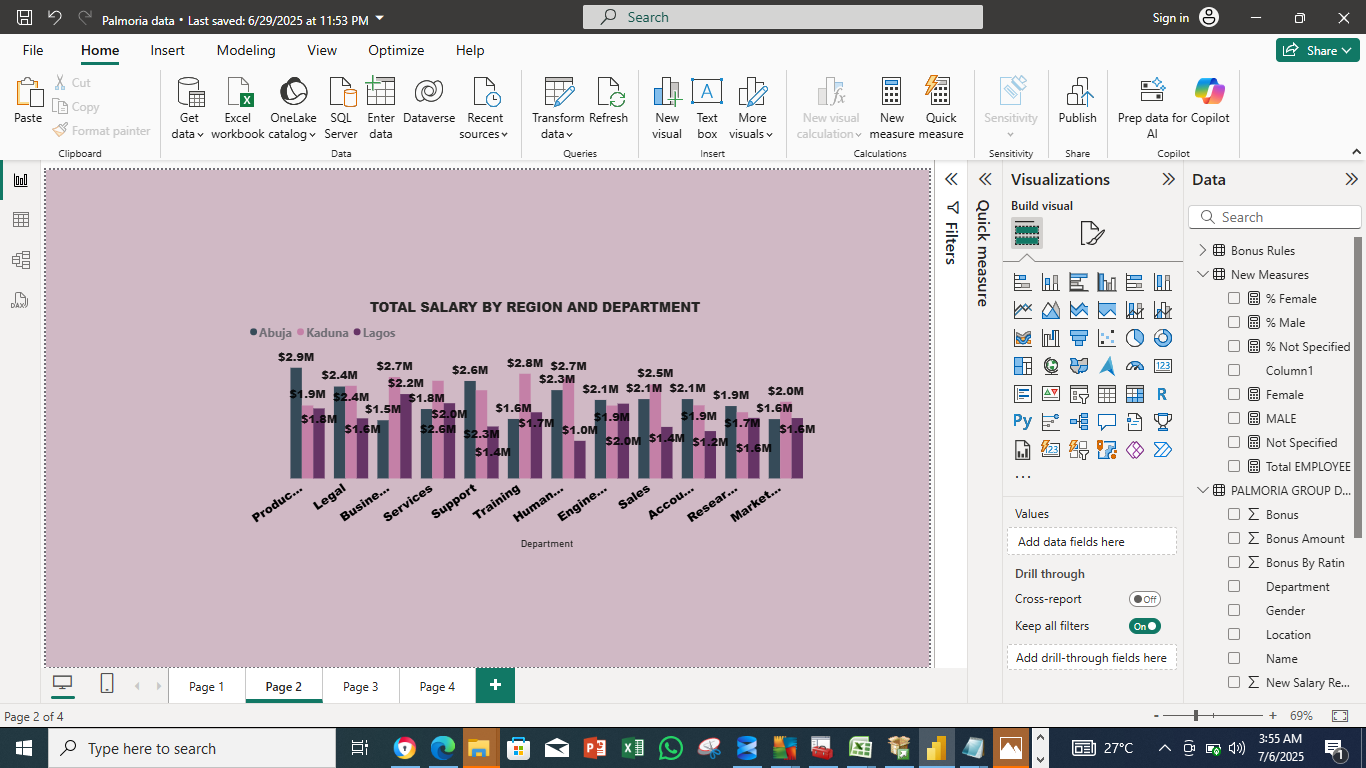 Palmoria data • Last saved: 6/29/2025 at 11:53 PM
Search
Sign in
File
Home
Insert
Modeling
View
Optimize
Help
Share
Paste
Cut
Copy
Format painter
Clipboard
Get data
Excel workbook
OneLake catalog
SQL Server
Enter data
Dataverse
Recent sources
Data
Transform data
Refresh
Queries
New visual
Text box
More visuals
Insert
New visual calculation
New measure
Quick measure
Calculations
Sensitivity
Sensitivity
Publish
Share
Prep data for AI
Copilot
Copilot
TOTAL SALARY BY REGION AND DEPARTMENT
Abuja Kaduna Lagos
$2.9M
$1.9M
$1.8M
$2.4M
$2.4M
$1.6M
$1.5M
$2.7M
$2.2M
$1.8M
$2.6M
$2.0M
$2.6M
$2.3M
$1.4M
$1.6M
$2.8M
$1.7M
$2.3M
$2.7M
$1.0M
$2.1M
$1.9M
$2.0M
$2.1M
$2.5M
$1.4M
$2.1M
$1.9M
$1.2M
$1.9M
$1.7M
$1.6M
$1.6M
$2.0M
$1.6M
Produc...
Legal
Busine...
Services
Support
Training
Human...
Engine...
Sales
Accou...
Resear...
Market...
Department
Filters
Quick measure
Visualizations
Build visual
Values
Add data fields here
Drill through
Cross-report
Off
Keep all filters
On
Add drill-through fields here
Data
Search
Bonus Rules
New Measures
% Female
% Male
% Not Specified
Column1
Female
MALE
Not Specified
Total EMPLOYEE
PALMORIA GROUP D...
Bonus
Bonus Amount
Bonus By Ratin
Department
Gender
Location
Name
New Salary Re...
Page 1
Page 2
Page 3
Page 4
Page 2 of 4
69%
Type here to search
27°C
3:55 AM
7/6/2025
1